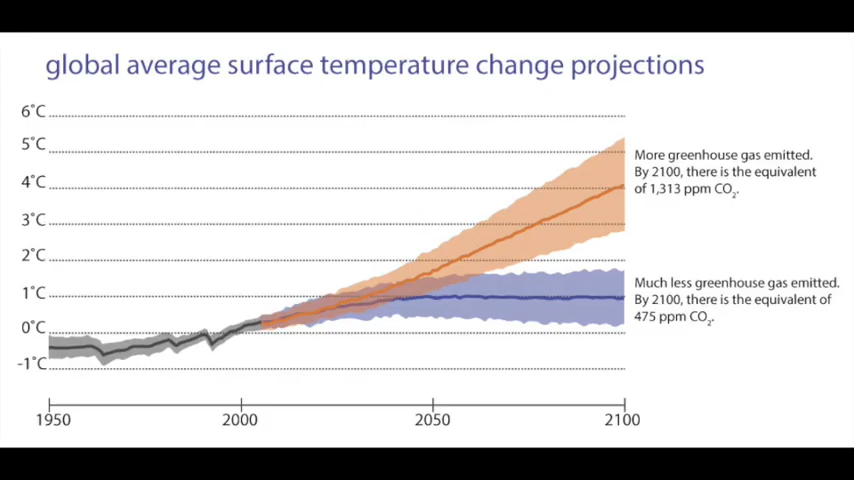 global average surface temperature change projections
6˚C
5˚C
4˚C
3˚C
2˚C
1˚C
0˚C
-1˚C
More greenhouse gas emitted.
By 2100, there is the equivalent
of 1,313 ppm CO₂.
Much less greenhouse gas emitted.
By 2100, there is the equivalent of
475 ppm CO₂.
1950 2000 2050 2100